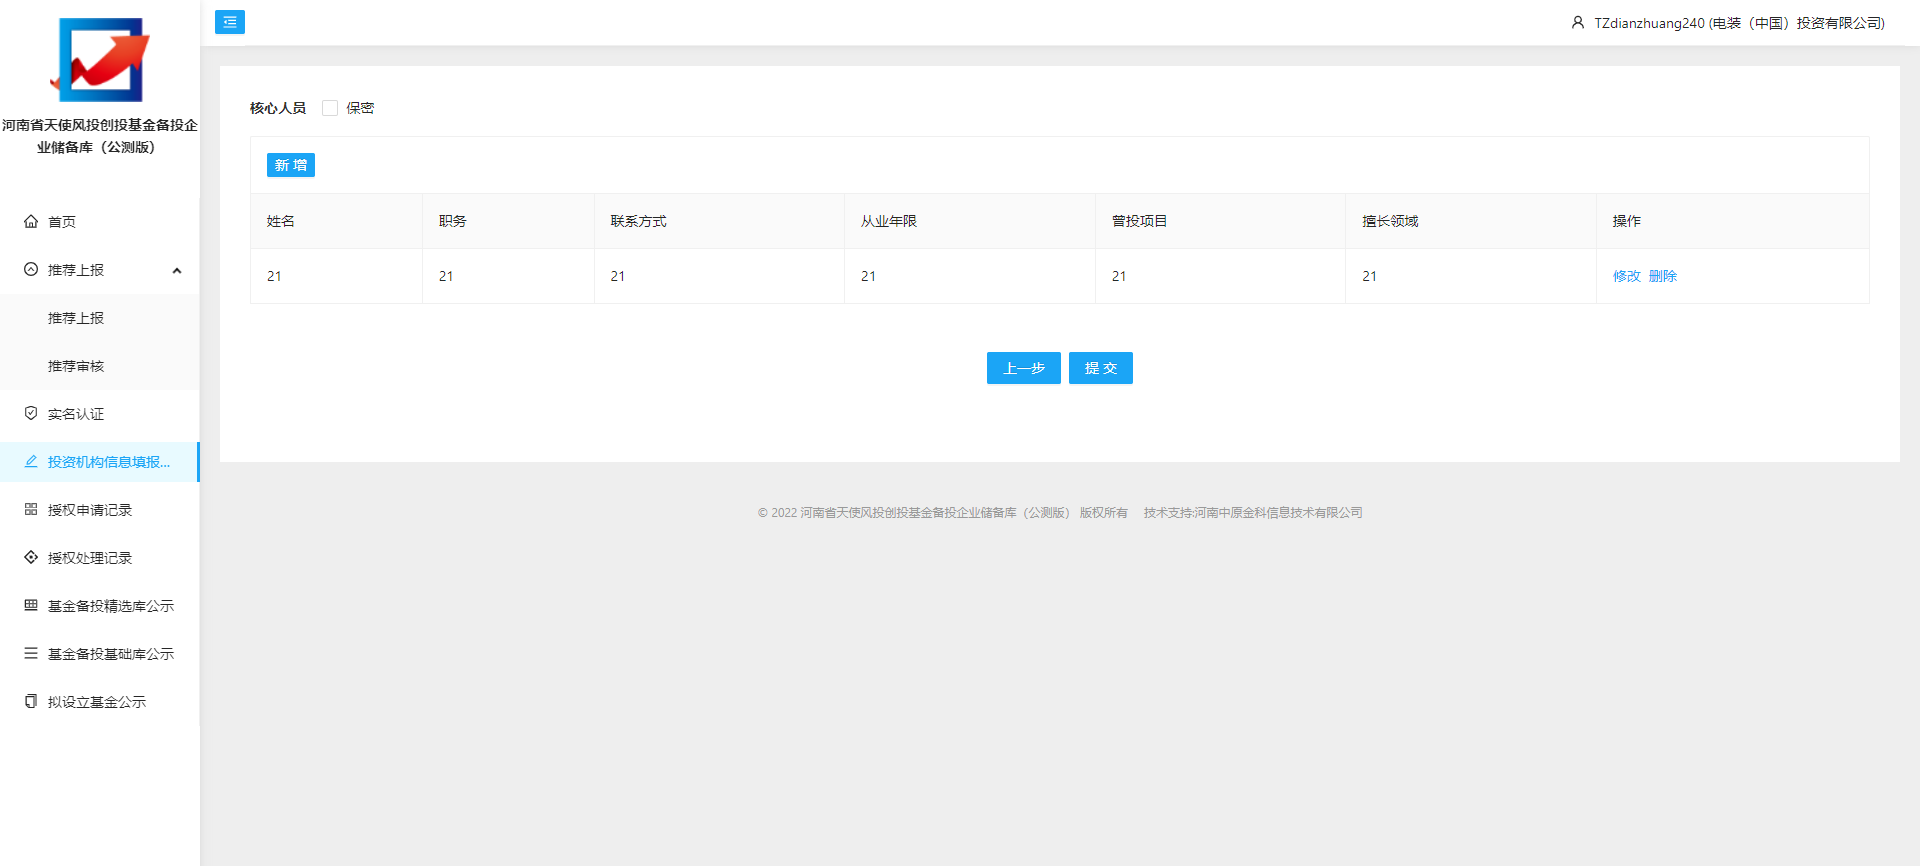 TZdianzhuang240 (电装（中国）投资有限公司)
河南省天使风投创投基金备投企
业储备库（公测版）
首页
推荐上报
推荐上报
推荐审核
实名认证
投资机构信息填报...
授权申请记录
授权处理记录
基金备投精选库公示
基金备投基础库公示
拟设立基金公示
核心人员 保密
新 增
姓名 职务 联系方式 从业年限 曾投项目 擅长领域 操作
21 21 21 21 21 21 修改 删除
上一步 提 交
© 2022 河南省天使风投创投基金备投企业储备库（公测版） 版权所有 技术支持:河南中原金科信息技术有限公司